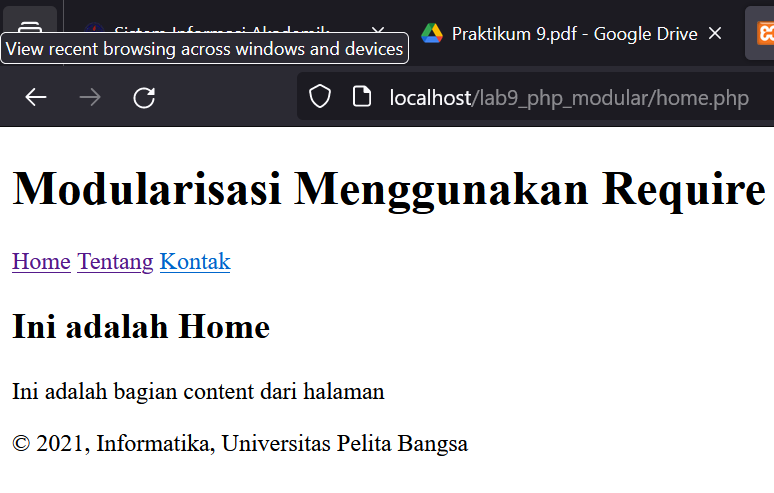 Sistem Informasi Akademik
Praktikum 9.pdf - Google Drive
View recent browsing across windows and devices
localhost/lab9_php_modular/home.php
Modularisasi Menggunakan Require
Home Tentang Kontak
Ini adalah Home
Ini adalah bagian content dari halaman
© 2021, Informatika, Universitas Pelita Bangsa